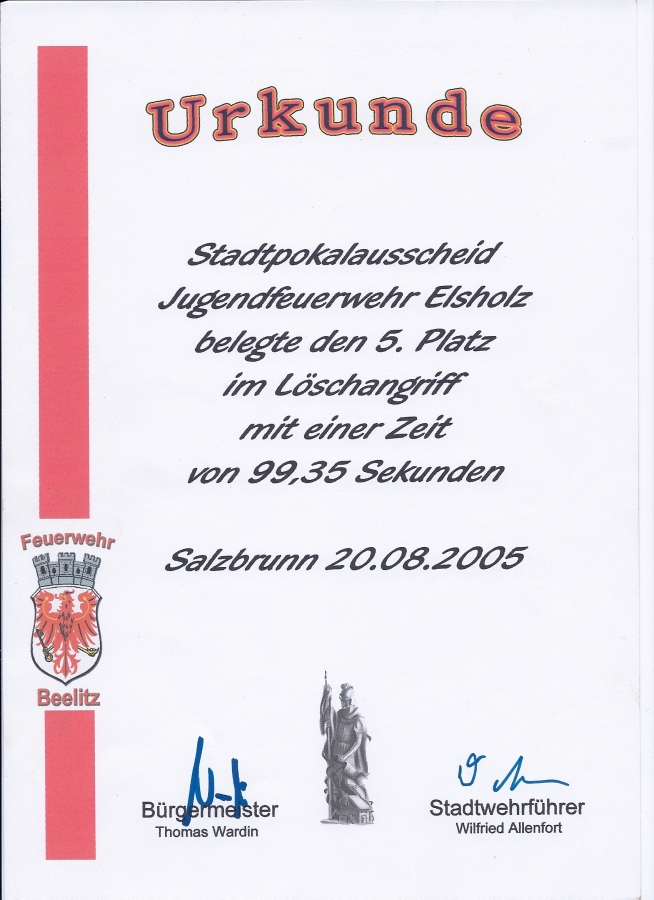 Urkunde
Stadtpokalausscheid
Jugendfeuerwehr Elsholz
belegte den 5. Platz
im Löschangriff
mit einer Zeit
von 99,35 Sekunden
Salzbrunn 20.08.2005
Feuerwehr
Beelitz
Bürgermeister
Thomas Wardin
Stadtwehrführer
Wilfried Allenfort